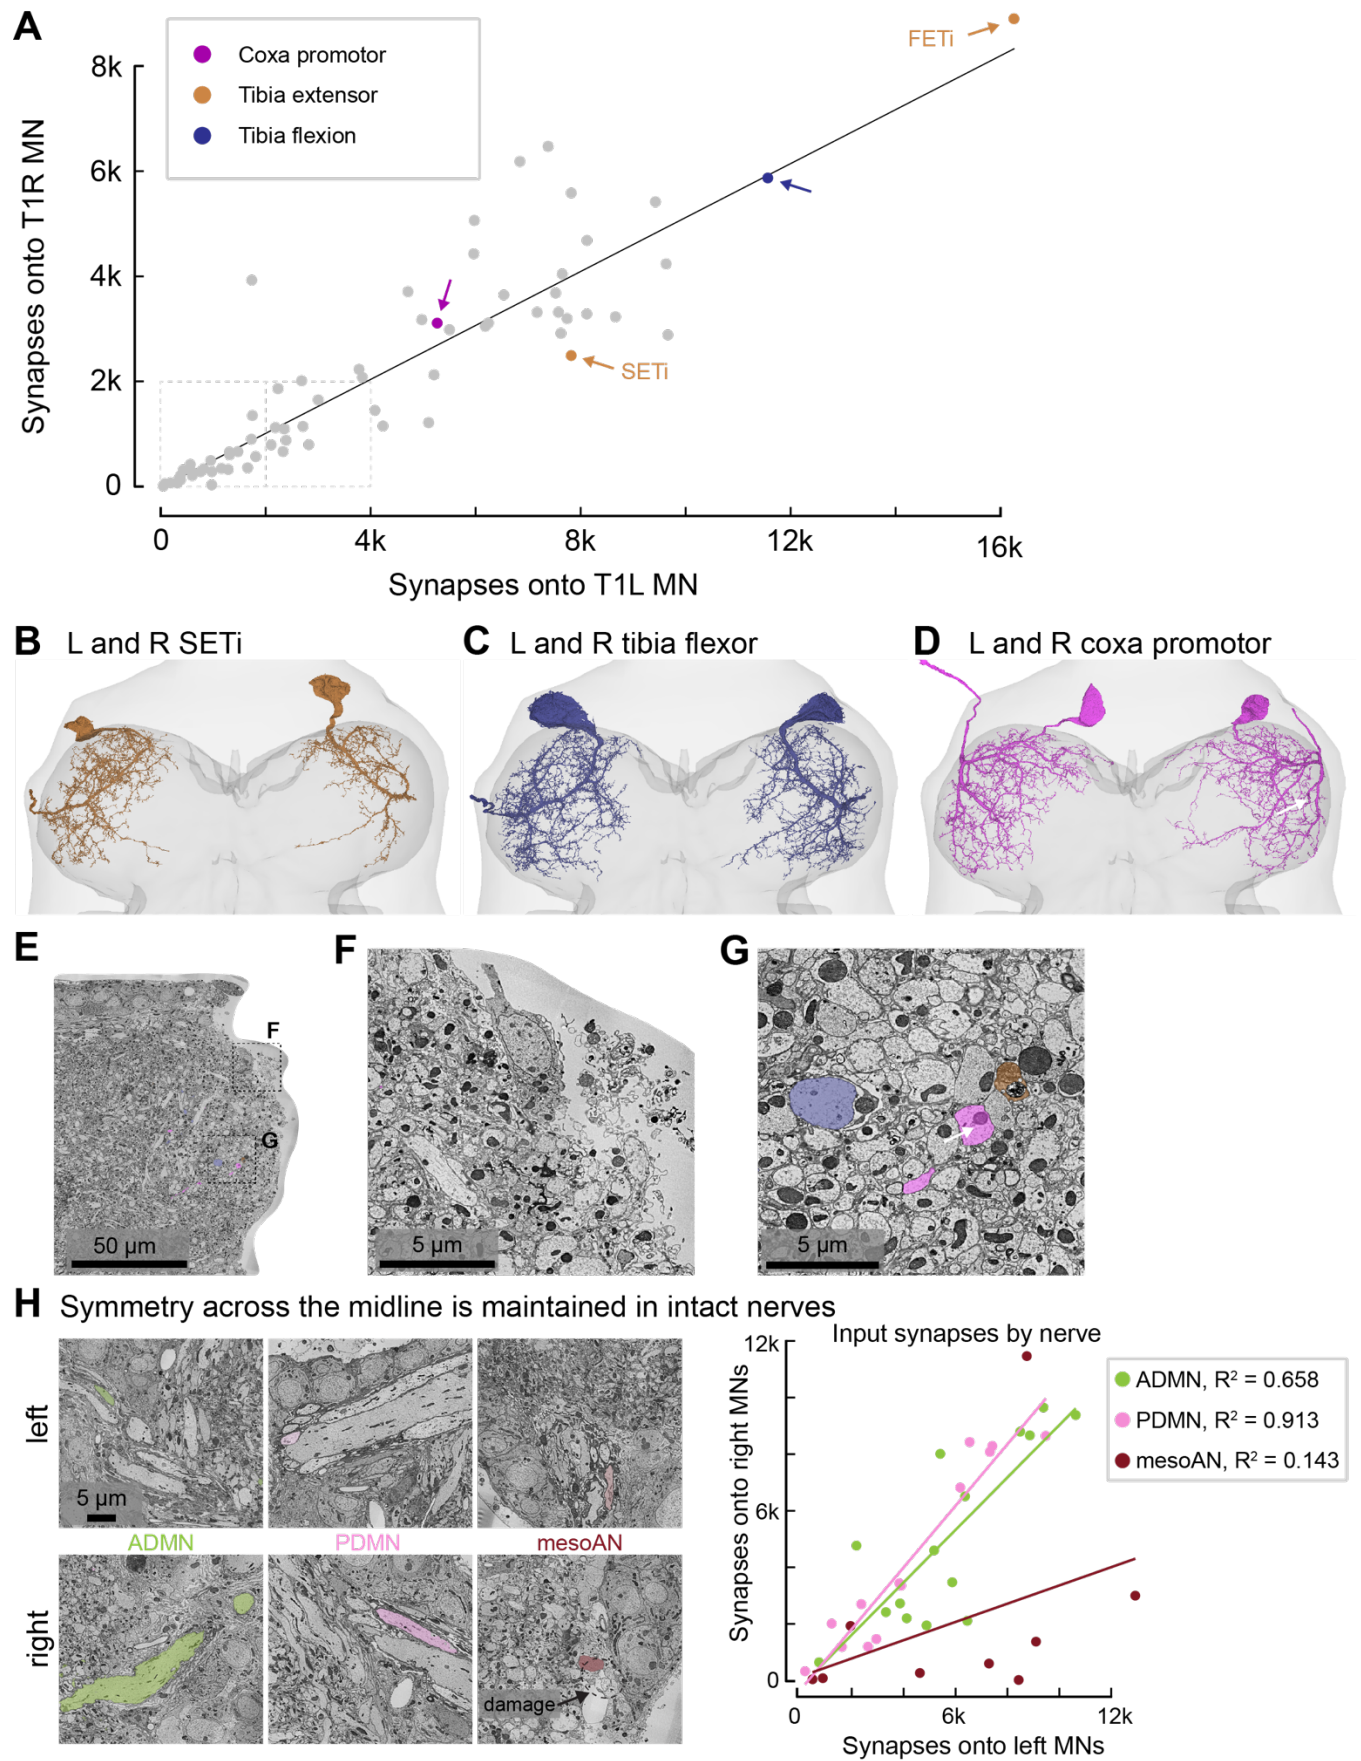 A
Coxa promotor
Tibia extensor
Tibia flexion
FETi
SETi
Synapses onto T1R MN
8k
6k
4k
2k
0
0 4k 8k 12k 16k
Synapses onto T1L MN
B L and R SETi
C L and R tibia flexor
D L and R coxa promotor
E
F
G
50 µm
F
5 µm
G
5 µm
H Symmetry across the midline is maintained in intact nerves
left
5 µm
ADMN PDMN mesoAN
right
damage
Input synapses by nerve
ADMN, R² = 0.658
PDMN, R² = 0.913
mesoAN, R² = 0.143
Synapses onto right MNs
12k
6k
0
0 6k 12k
Synapses onto left MNs